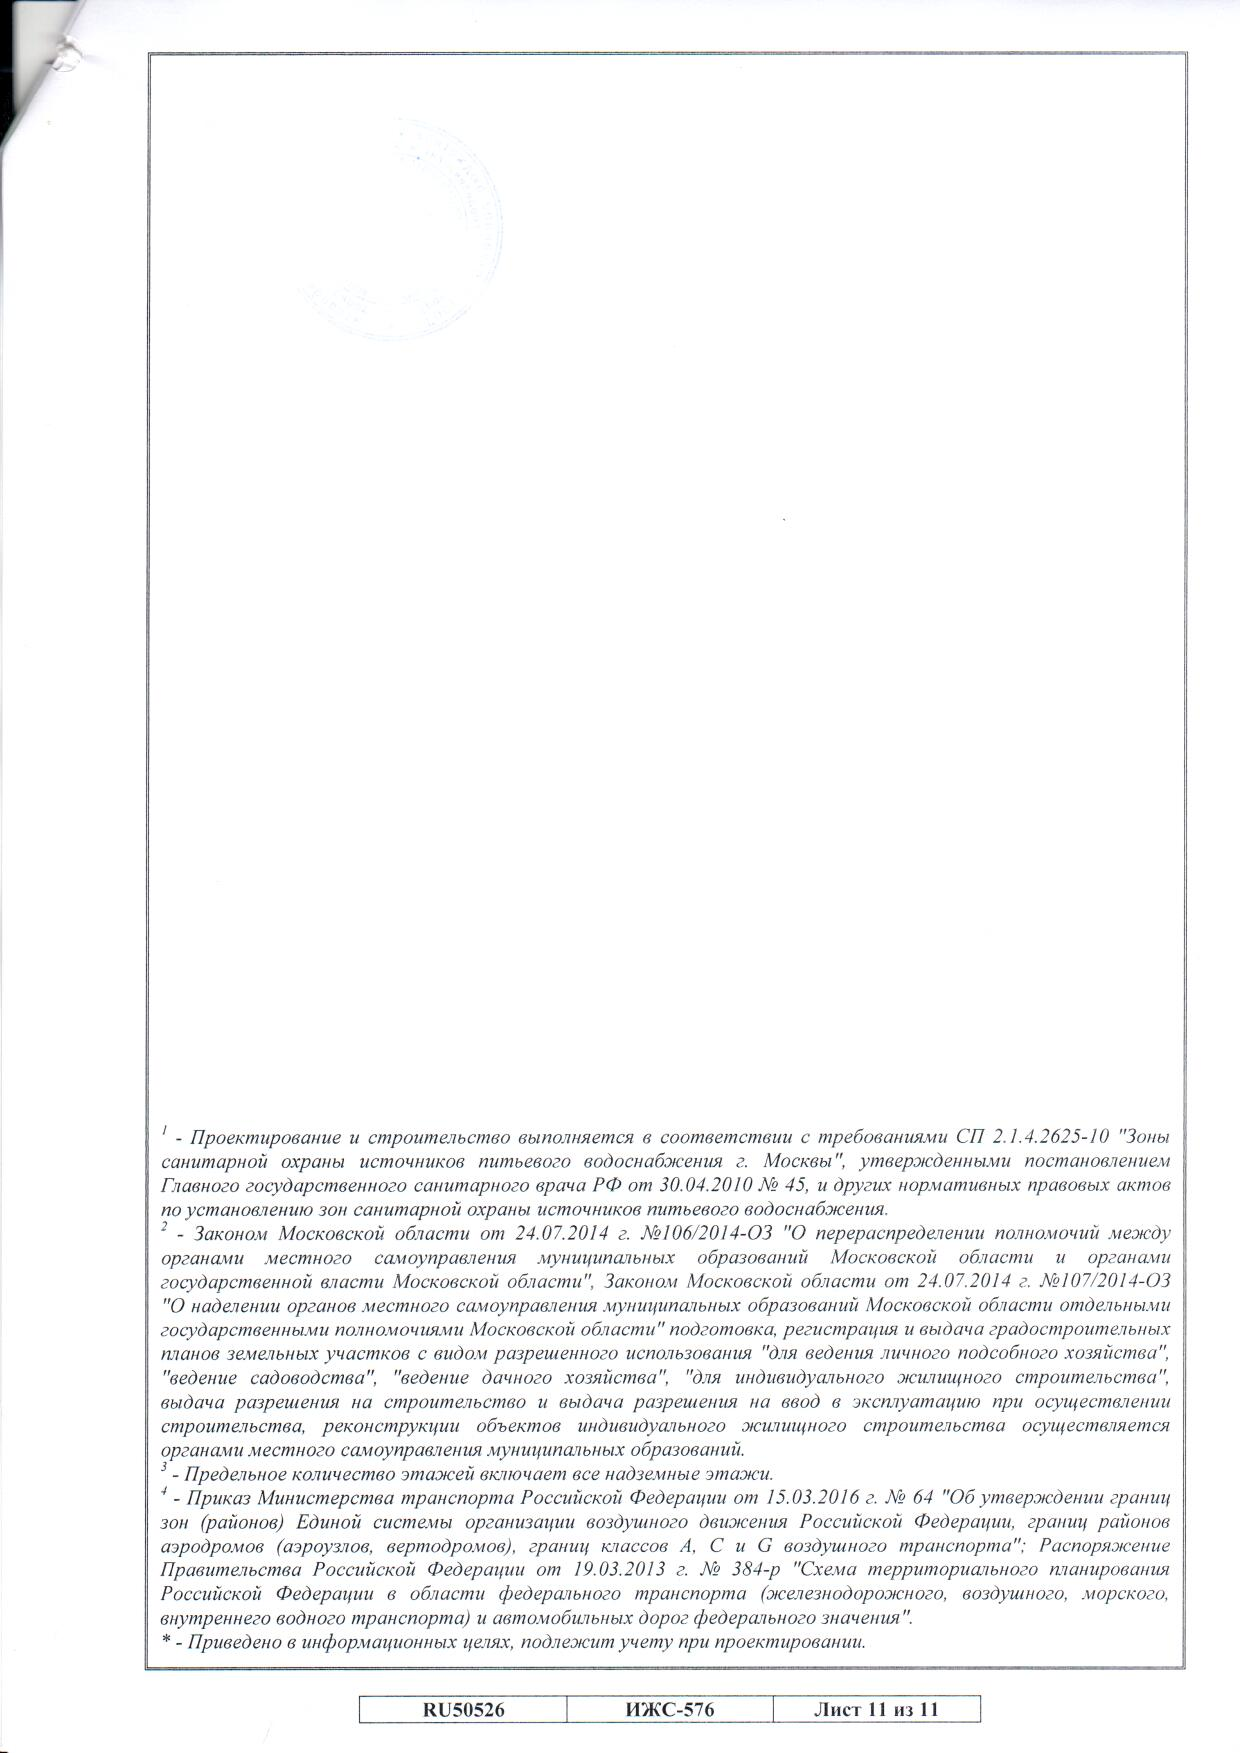 1 - Проектирование и строительство выполняется в соответствии с требованиями СП 2.1.4.2625-10 "Зоны
санитарной охраны источников питьевого водоснабжения г. Москвы", утвержденными постановлением
Главного государственного санитарного врача РФ от 30.04.2010 № 45, и других нормативных правовых актов
по установлению зон санитарной охраны источников питьевого водоснабжения.
2 - Законом Московской области от 24.07.2014 г. №106/2014-ОЗ "О перераспределении полномочий между
органами местного самоуправления муниципальных образований Московской области и органами
государственной власти Московской области", Законом Московской области от 24.07.2014 г. №107/2014-ОЗ
"О наделении органов местного самоуправления муниципальных образований Московской области отдельными
государственными полномочиями Московской области" подготовка, регистрация и выдача градостроительных
планов земельных участков с видом разрешенного использования "для ведения личного подсобного хозяйства",
"ведение садоводства", "ведение дачного хозяйства", "для индивидуального жилищного строительства",
выдача разрешения на строительство и выдача разрешения на ввод в эксплуатацию при осуществлении
строительства, реконструкции объектов индивидуального жилищного строительства осуществляется
органами местного самоуправления муниципальных образований.
3 - Предельное количество этажей включает все надземные этажи.
4 - Приказ Министерства транспорта Российской Федерации от 15.03.2016 г. № 64 "Об утверждении границ
зон (районов) Единой системы организации воздушного движения Российской Федерации, границ районов
аэродромов (аэроузлов, вертодромов), границ классов А, С и G воздушного транспорта"; Распоряжение
Правительства Российской Федерации от 19.03.2013 г. № 384-р "Схема территориального планирования
Российской Федерации в области федерального транспорта (железнодорожного, воздушного, морского,
внутреннего водного транспорта) и автомобильных дорог федерального значения".
* - Приведено в информационных целях, подлежит учету при проектировании.
RU50526 ИЖС-576 Лист 11 из 11